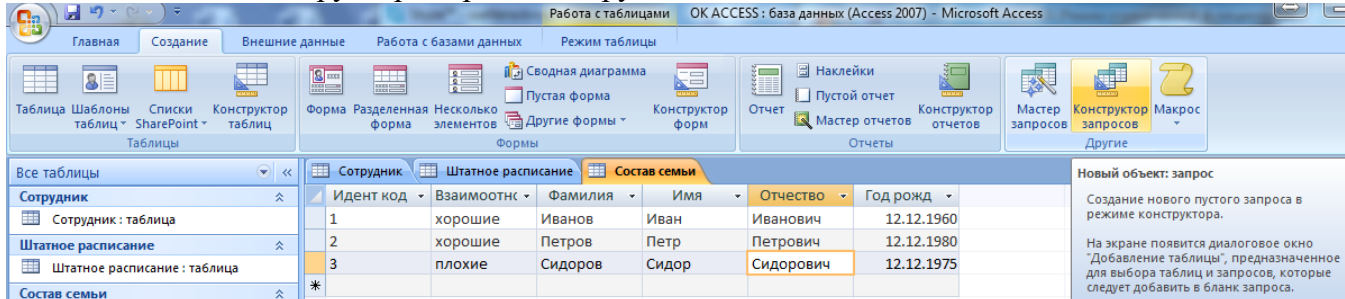 Работа с таблицами OK ACCESS : база данных (Access 2007) - Microsoft Access
Главная Создание Внешние данные Работа с базами данных Режим таблицы
Таблица Шаблоны таблиц Списки SharePoint Конструктор таблиц
Таблицы
Форма Разделенная форма Несколько элементов Сводная диаграмма
Пустая форма
Другие формы
Конструктор форм
Формы
Отчет Наклейки
Пустой отчет
Мастер отчетов
Конструктор отчетов
Отчеты
Мастер запросов Конструктор запросов Макрос
Другие
Все таблицы
Сотрудник
Сотрудник : таблица
Штатное расписание
Штатное расписание : таблица
Состав семьи
Сотрудник Штатное расписание Состав семьи
Идент код Взаимоотнс Фамилия Имя Отчество Год рожд
1 хорошие Иванов Иван Иванович 12.12.1960
2 хорошие Петров Петр Петрович 12.12.1980
3 плохие Сидоров Сидор Сидорович 12.12.1975
Новый объект: запрос
Создание нового пустого запроса в
режиме конструктора.
На экране появится диалоговое окно
"Добавление таблицы", предназначенное
для выбора таблиц и запросов, которые
следует добавить в бланк запроса.